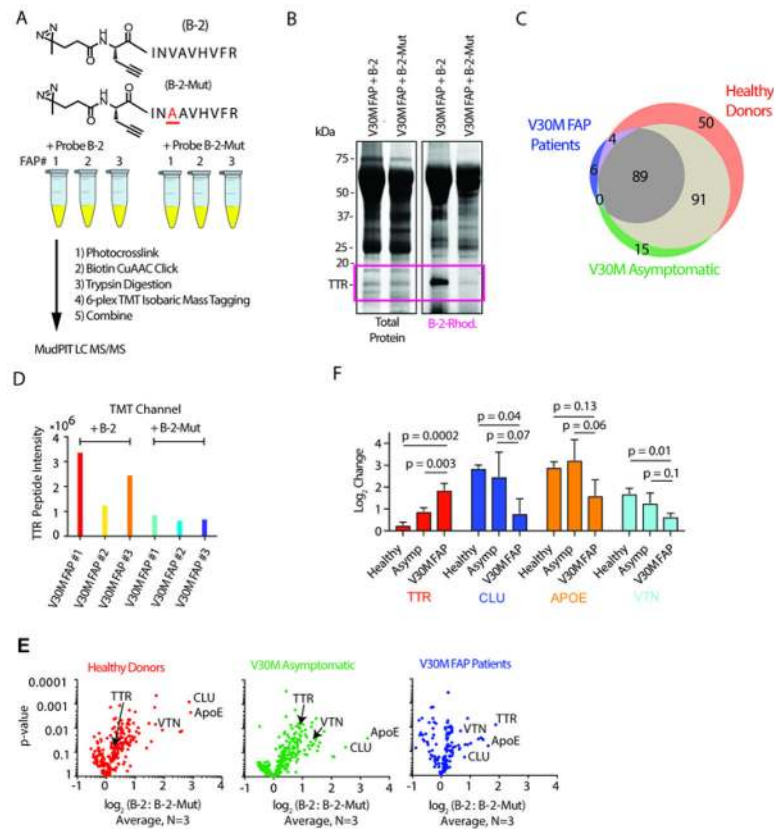 A
N
N
O
H
N
(B-2)
INVAVHVFR
O
N
N
O
H
N
(B-2-Mut)
INAAVHVFR
O
+ Probe B-2
+ Probe B-2-Mut
FAP# 1 2 3
1 2 3
1) Photocrosslink
2) Biotin CuAAC Click
3) Trypsin Digestion
4) 6-plex TMT Isobaric Mass Tagging
5) Combine
MudPIT LC MS/MS
B
V30M FAP + B-2
V30M FAP + B-2-Mut
V30M FAP + B-2
V30M FAP + B-2-Mut
kDa
75
50
37
25
20
TTR
Total
Protein
B-2-Rhod.
C
Healthy
Donors
V30M FAP
Patients
50
4
6
89
91
0
15
V30M Asymptomatic
D
TMT Channel
+ B-2
+ B-2-Mut
×10⁶
TTR Peptide Intensity
4
3
2
1
0
V30M FAP #1
V30M FAP #2
V30M FAP #3
V30M FAP #1
V30M FAP #2
V30M FAP #3
F
Log₂ Change
4
2
1
0
p = 0.0002
p = 0.003
p = 0.04
p = 0.07
p = 0.13
p = 0.06
p = 0.01
p = 0.1
Healthy
Asymp
V30M FAP
Healthy
Asymp
V30M FAP
Healthy
Asymp
V30M FAP
Healthy
Asymp
V30M FAP
TTR
CLU
APOE
VTN
E
Healthy Donors
V30M Asymptomatic
V30M FAP Patients
p-value
0.0001
0.001
0.01
0.1
1
TTR
CLU
ApoE
VTN
TTR
VTN
ApoE
CLU
TTR
VTN
ApoE
CLU
-1 0 1 2 3 4
-1 0 1 2 3 4
-1 0 1 2 3 4
log₂ (B-2: B-2-Mut)
Average, N=3
log₂ (B-2: B-2-Mut)
Average, N=3
log₂ (B-2: B-2-Mut)
Average, N=3